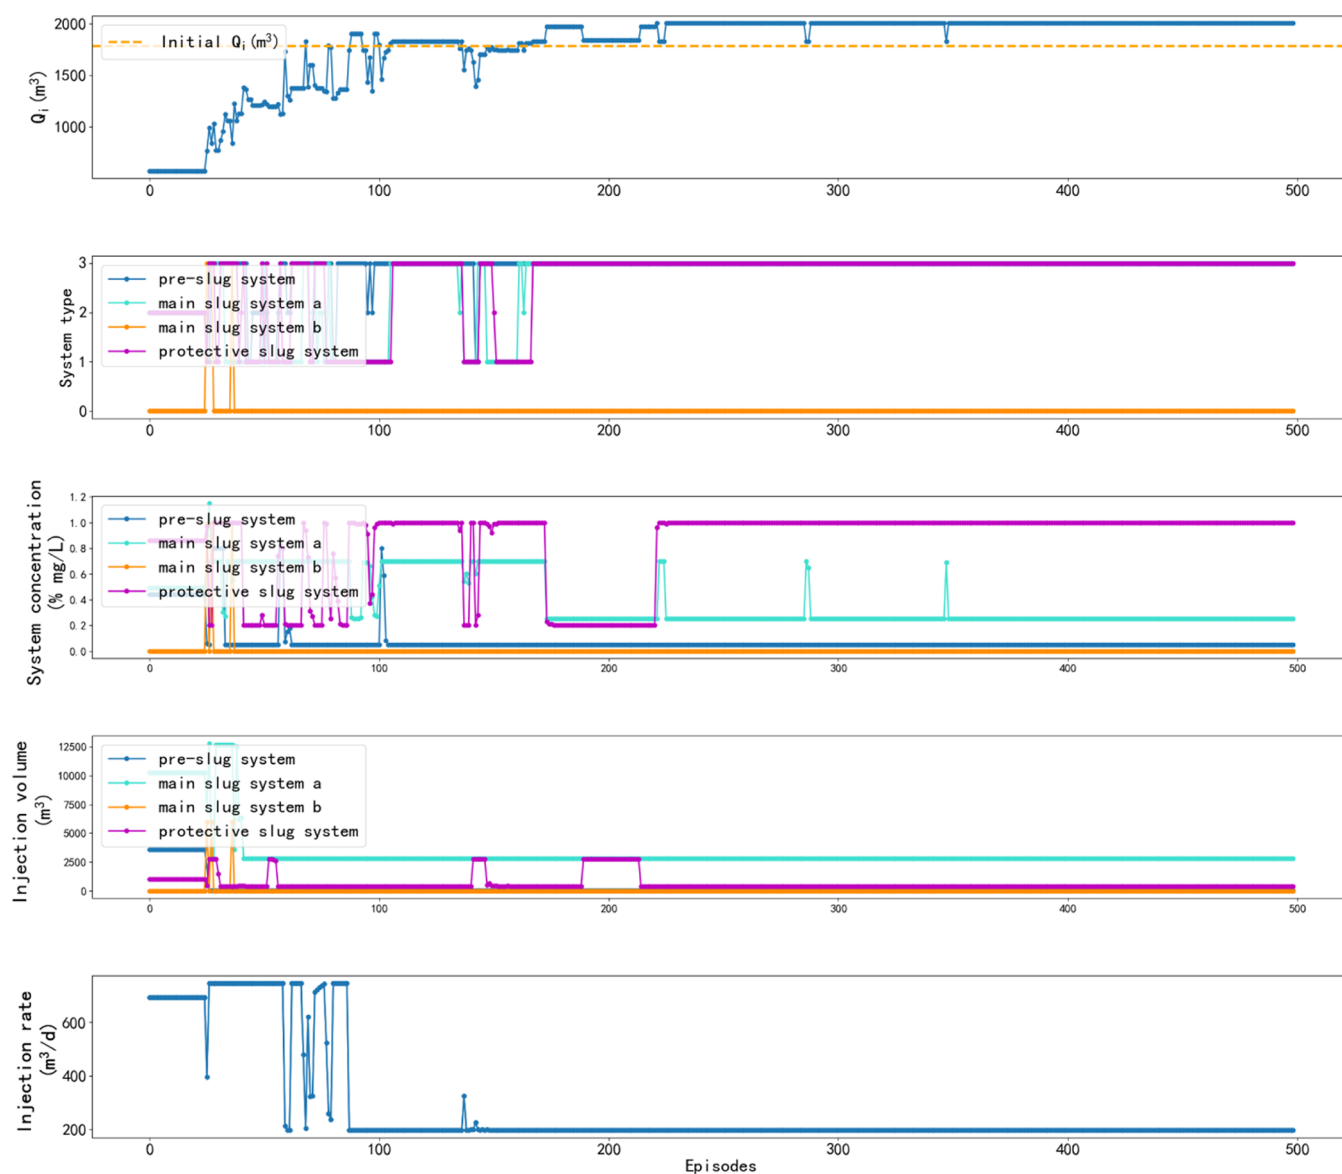 Qᵢ (m³)
2000
1500
1000
Initial Qᵢ(m³)
0 100 200 300 400 500
System type
3
2
1
0
pre-slug system
main slug system a
main slug system b
protective slug system
0 100 200 300 400 500
System concentration
(% mg/L)
1.2
1.0
0.8
0.6
0.4
0.2
0.0
pre-slug system
main slug system a
main slug system b
protective slug system
0 100 200 300 400 500
Injection volume
(m³)
12500
10000
7500
5000
2500
0
pre-slug system
main slug system a
main slug system b
protective slug system
0 100 200 300 400 500
Injection rate
(m³/d)
600
400
200
0 100 200 300 400 500
Episodes